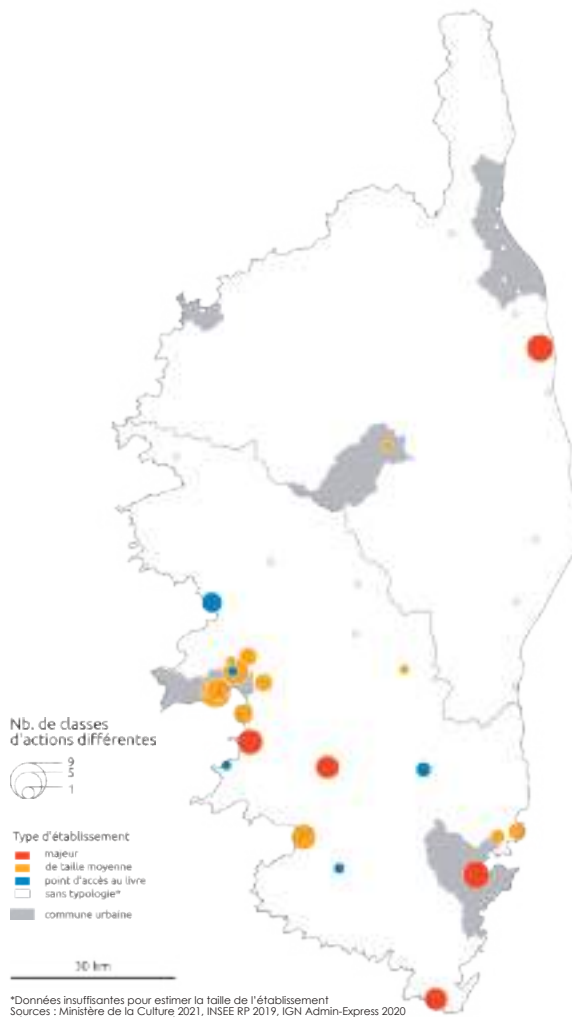 Nb. de classes
d'actions différentes
9
5
1
Type d'établissement
majeur
de taille moyenne
point d'accès au livre
sans typologie*
commune urbaine
30 km
*Données insuffisantes pour estimer la taille de l'établissement
Sources : Ministère de la Culture 2021, INSEE RP 2019, IGN Admin-Express 2020